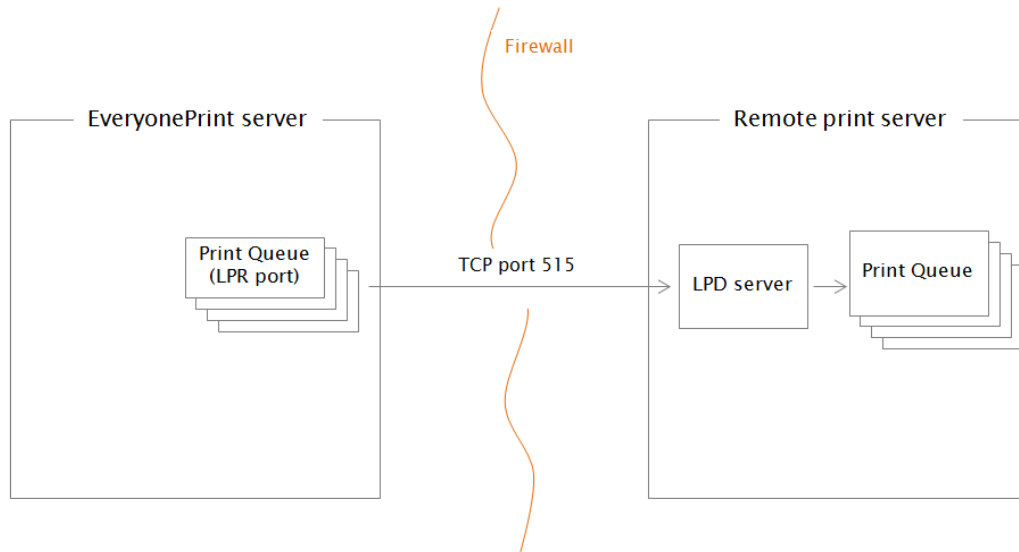 Firewall
EveryonePrint server
Remote print server
Print Queue
(LPR port)
TCP port 515
LPD server
Print Queue